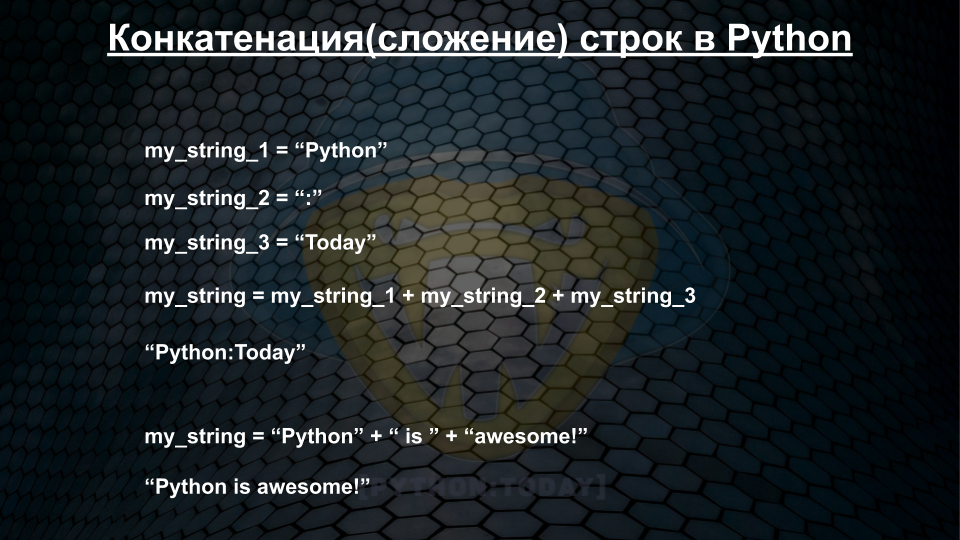 Конкатенация(сложение) строк в Python
my_string_1 = “Python”
my_string_2 = “:”
my_string_3 = “Today”
my_string = my_string_1 + my_string_2 + my_string_3
“Python:Today”
my_string = “Python” + “ is ” + “awesome!”
“Python is awesome!”
[PYTHON:TODAY]